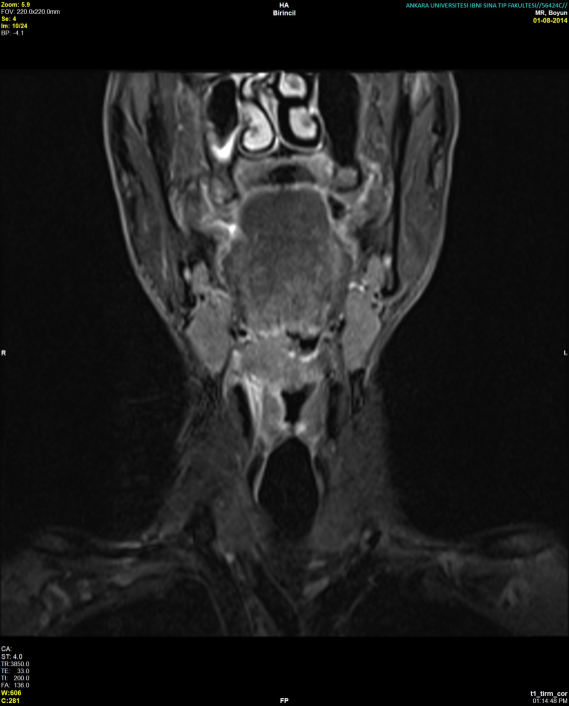 Zoom: 5.9
FOV: 220.0x220.0mm
Se: 4
Im: 10/24
BP: -4.1
HA
Birincil
ANKARA UNIVERSITESI IBNI SINA TIP FAKULTESI//56424C//
MR, Boyun
01-08-2014
R
L
CA:
ST: 4.0
TR:3850.0
TE: 33.0
TI: 200.0
FA: 136.0
W:606
C:281
FP
t1_tirm_cor
01:14:48 PM